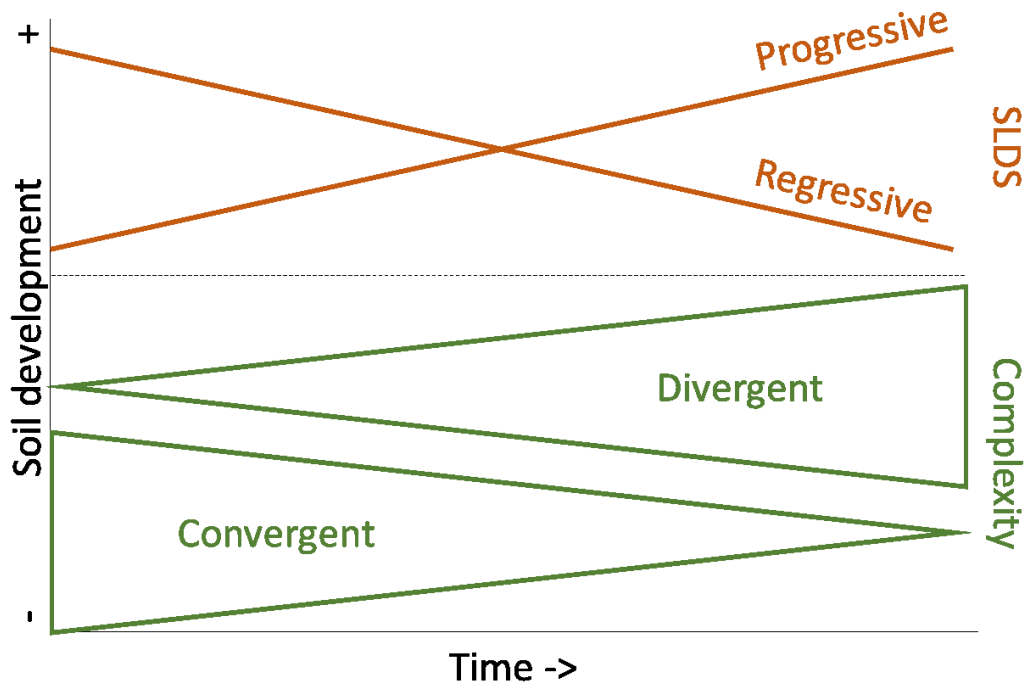 +
Progressive
SLDS
Regressive
Soil development
Divergent
Complexity
Convergent
-
Time ->